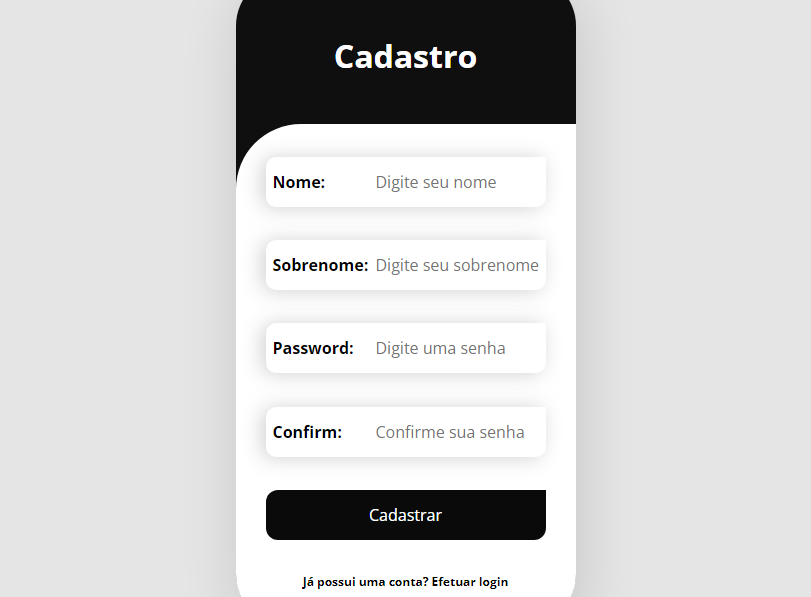 Cadastro
Nome: Digite seu nome
Sobrenome: Digite seu sobrenome
Password: Digite uma senha
Confirm: Confirme sua senha
Cadastrar
Já possui uma conta? Efetuar login